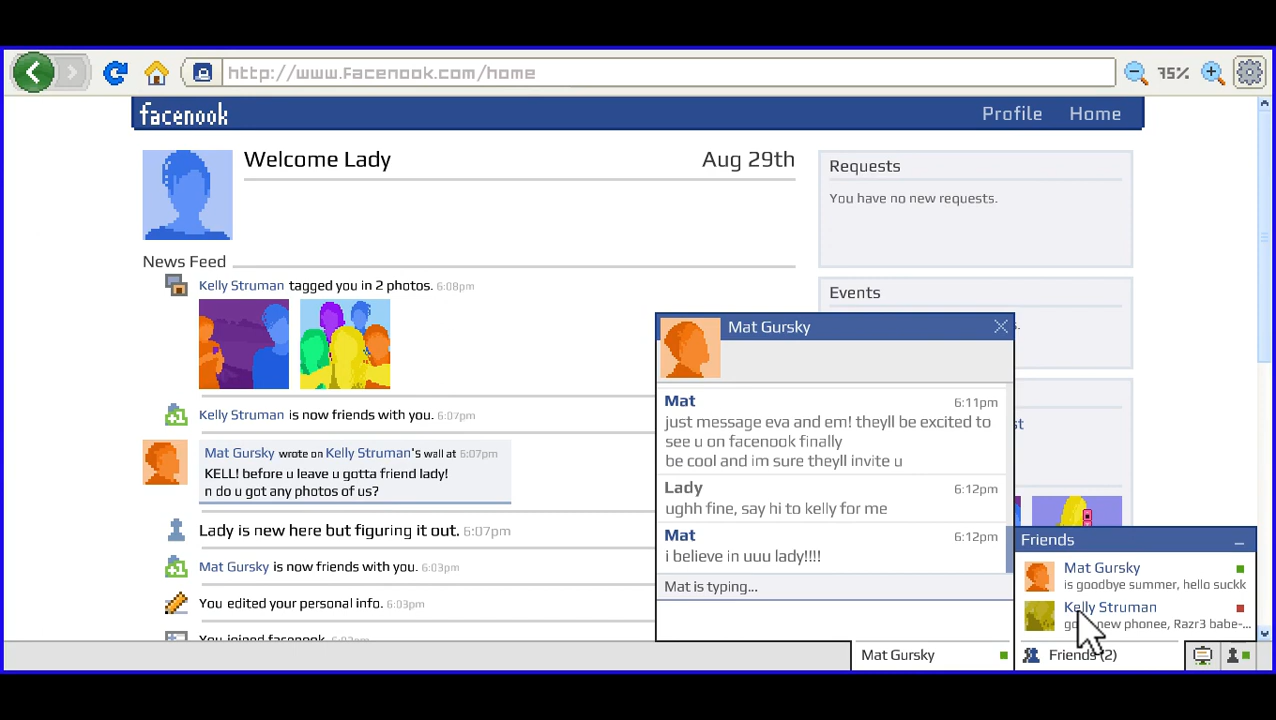 http://www.facenook.com/home
75%
facenook
Profile Home
Welcome Lady
Aug 29th
News Feed
Kelly Struman tagged you in 2 photos. 6:08pm
Kelly Struman is now friends with you. 6:07pm
Mat Gursky wrote on Kelly Struman's wall at 6:07pm
KELL! before u leave u gotta friend lady!
n do u got any photos of us?
Lady is new here but figuring it out. 6:07pm
Mat Gursky is now friends with you. 6:03pm
You edited your personal info. 6:03pm
You joined facenook. 6:02pm
Requests
You have no new requests.
Events
Mat Gursky
Mat 6:11pm
just message eva and em! theyll be excited to
see u on facenook finally
be cool and im sure theyll invite u
Lady 6:12pm
ughh fine, say hi to kelly for me
Mat 6:12pm
i believe in uuu lady!!!!
Mat is typing...
Mat Gursky
Friends
Mat Gursky
is goodbye summer, hello suckk
Kelly Struman
new phonee, Razr3 babe-...
Friends (2)